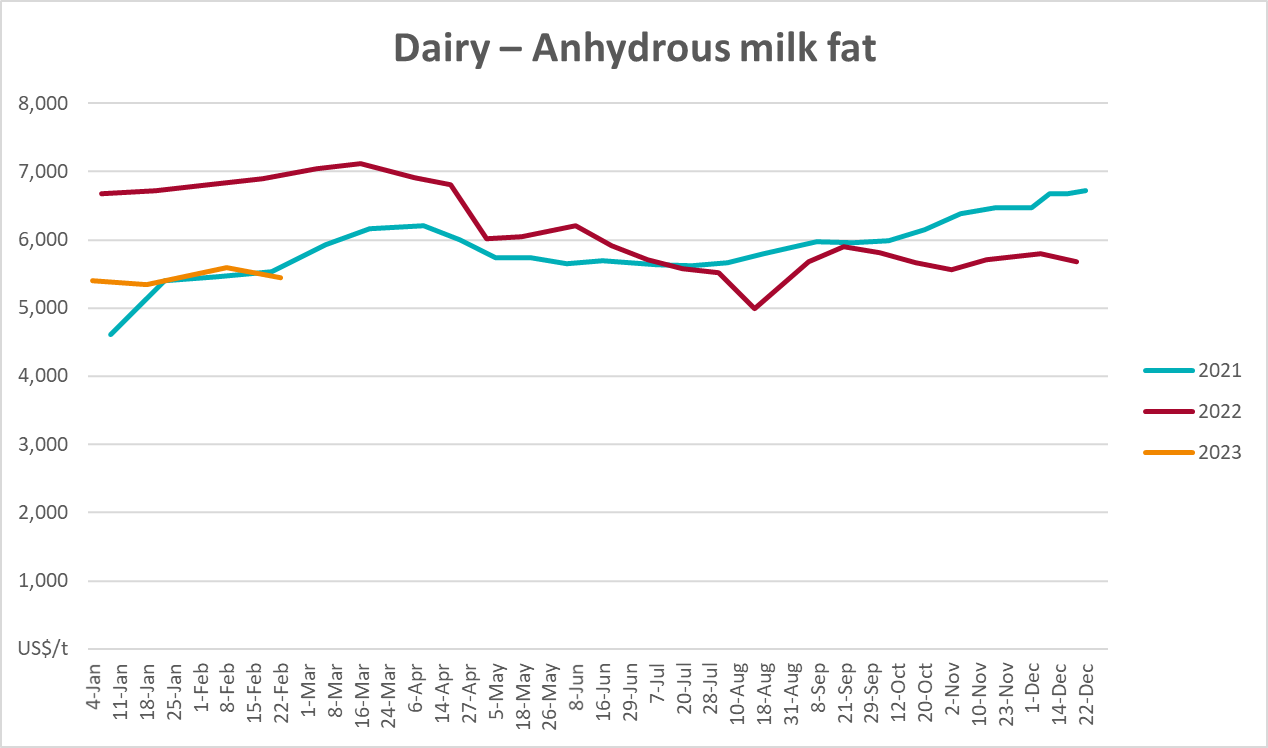 Dairy – Anhydrous milk fat
8,000
7,000
6,000
5,000
4,000
3,000
2,000
1,000
US$/t
2021
2022
2023
4-Jan
11-Jan
18-Jan
25-Jan
1-Feb
8-Feb
15-Feb
22-Feb
1-Mar
8-Mar
16-Mar
24-Mar
6-Apr
14-Apr
27-Apr
5-May
18-May
26-May
8-Jun
16-Jun
29-Jun
7-Jul
20-Jul
28-Jul
10-Aug
18-Aug
31-Aug
8-Sep
21-Sep
29-Sep
12-Oct
20-Oct
2-Nov
10-Nov
23-Nov
1-Dec
14-Dec
22-Dec